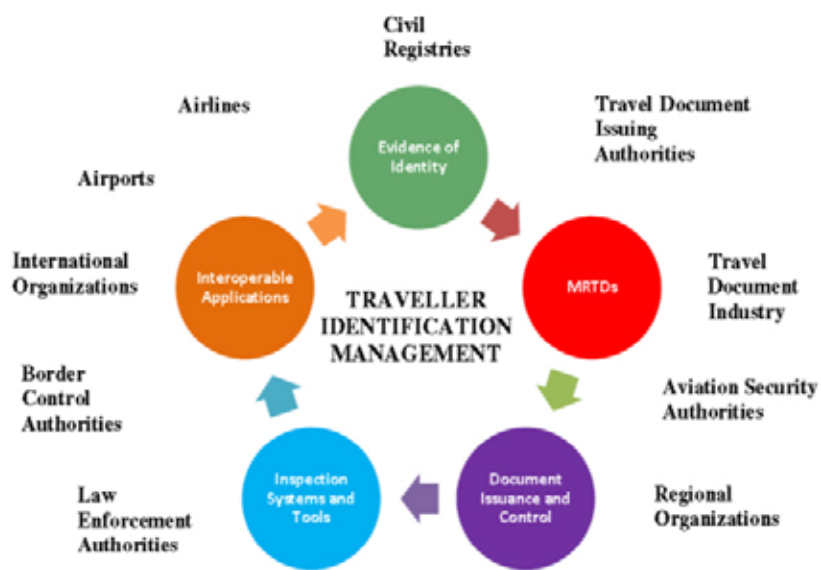 Civil
Registries
Airlines
Travel Document
Issuing
Authorities
Evidence of
Identity
Airports
International
Organizations
Interoperable
Applications
TRAVELLER
IDENTIFICATION
MANAGEMENT
MRTDs
Travel
Document
Industry
Border
Control
Authorities
Aviation Security
Authorities
Inspection
Systems and
Tools
Document
Issuance and
Control
Law
Enforcement
Authorities
Regional
Organizations